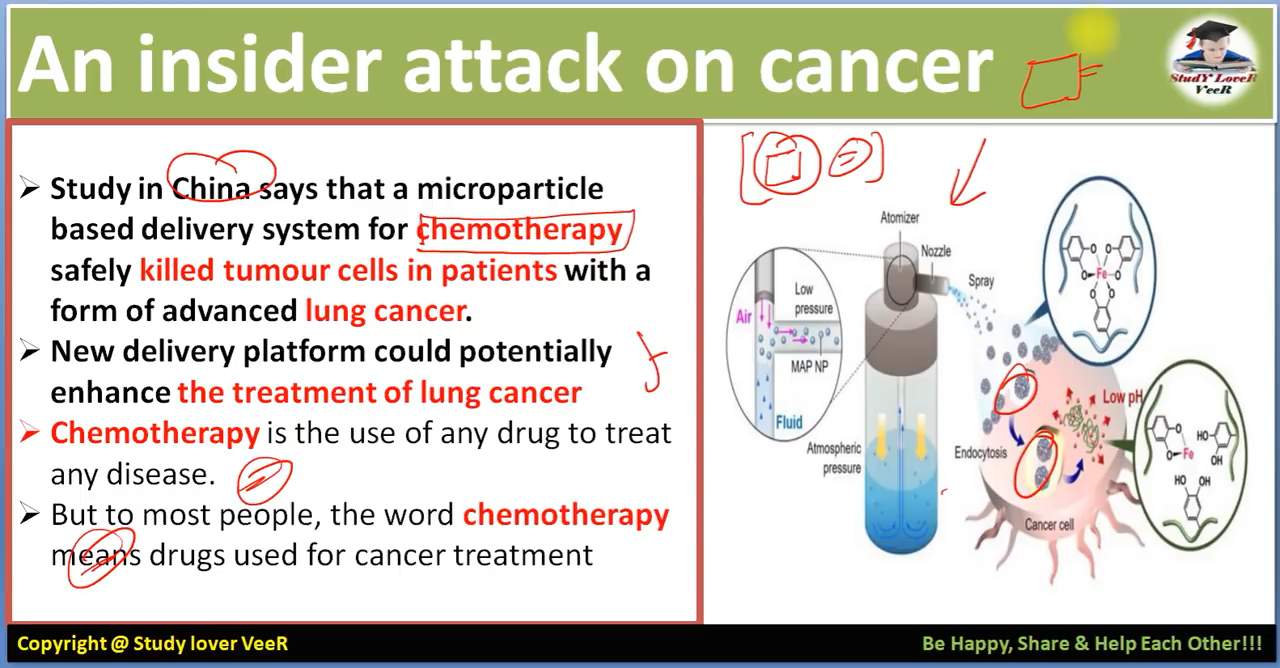 An insider attack on cancer
StudY LoveR
VeeR
Study in China says that a microparticle
based delivery system for chemotherapy
safely killed tumour cells in patients with a
form of advanced lung cancer.
New delivery platform could potentially
enhance the treatment of lung cancer
Chemotherapy is the use of any drug to treat
any disease.
But to most people, the word chemotherapy
means drugs used for cancer treatment
Atomizer
Nozzle
Spray
Low
pressure
Air
MAP NP
Fluid
Atmospheric
pressure
Endocytosis
Low pH
Cancer cell
O
O
O
Fe
O
O
O
O
O
Fe
HO
OH
HO
OH
Copyright @ Study lover VeeR
Be Happy, Share & Help Each Other!!!